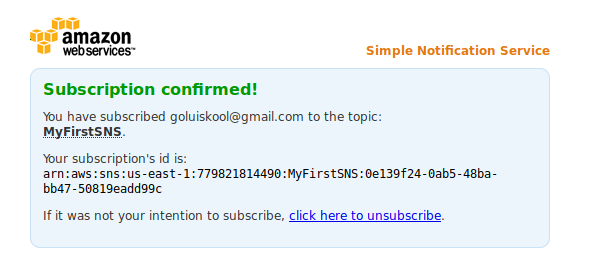 amazon
webservices™
Simple Notification Service
Subscription confirmed!
You have subscribed goluiskool@gmail.com to the topic:
MyFirstSNS.
Your subscription's id is:
arn:aws:sns:us-east-1:779821814490:MyFirstSNS:0e139f24-0ab5-48ba-
bb47-50819eadd99c
If it was not your intention to subscribe, click here to unsubscribe.